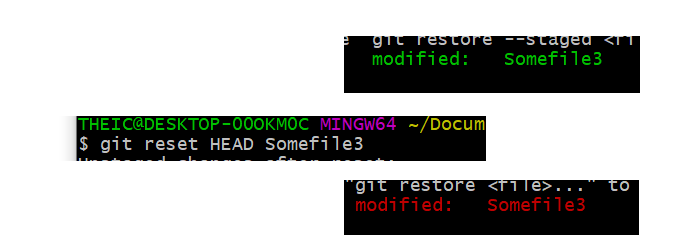 git restore --staged <fi
modified:   Somefile3
THEIC@DESKTOP-OOOKMOC MINGW64 ~/Docum
$ git reset HEAD Somefile3
Unstaged changes after reset:
"git restore <file>..." to
modified:   Somefile3